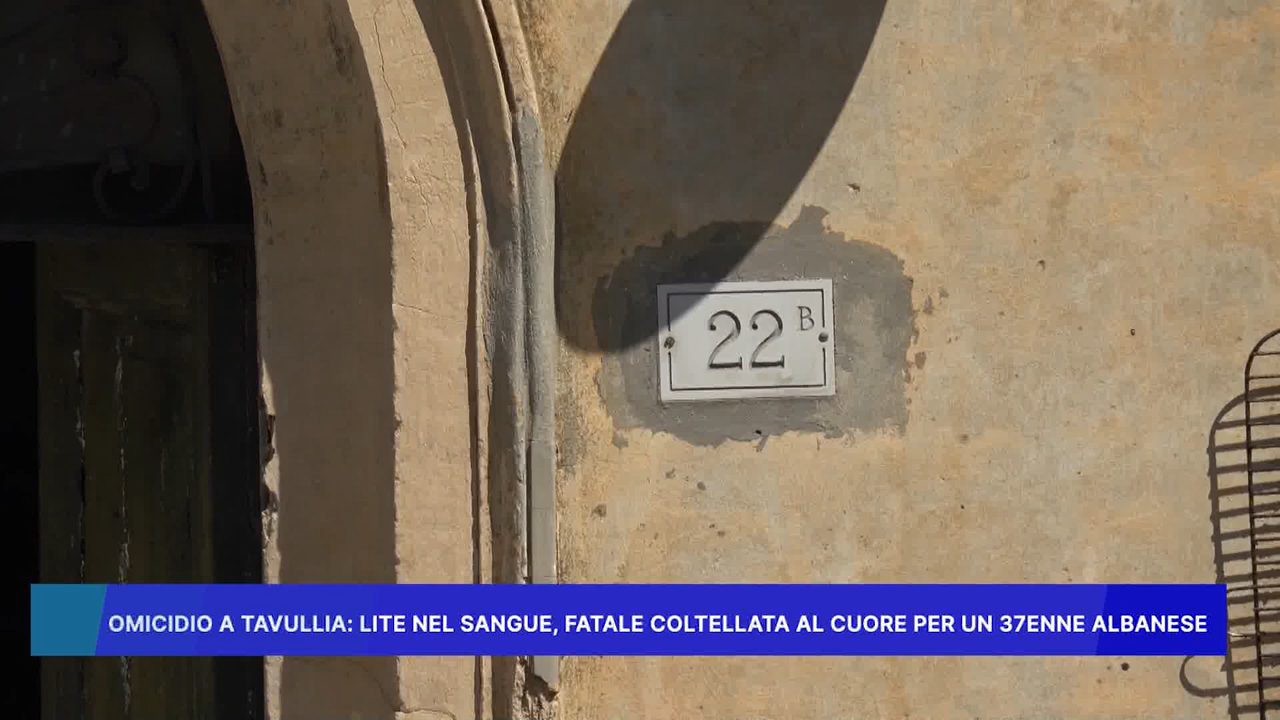 22 B
OMICIDIO A TAVULLIA: LITE NEL SANGUE, FATALE COLTELLATA AL CUORE PER UN 37ENNE ALBANESE